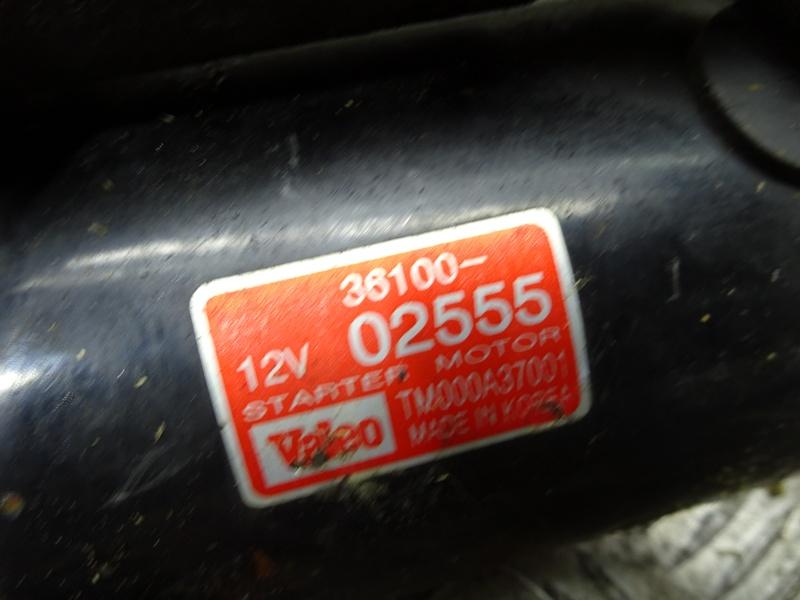 36100-
12V 02555
STARTER MOTOR
Valeo TM000A37001
MADE IN KOREA